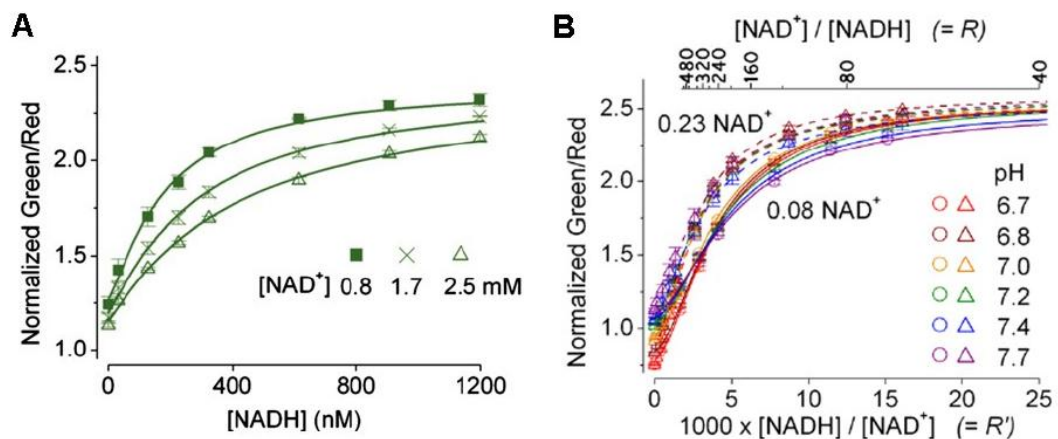 A
Normalized Green/Red
2.5
2.0
1.5
1.0
[NAD⁺] 0.8 1.7 2.5 mM
0 400 800 1200
[NADH] (nM)
B
[NAD⁺] / [NADH] (= R)
480 320 240 160 80 40
Normalized Green/Red
2.5
2.0
1.5
1.0
0.23 NAD⁺
0.08 NAD⁺
pH
6.7
6.8
7.0
7.2
7.4
7.7
0 5 10 15 20 25
1000 x [NADH] / [NAD⁺] (= R')